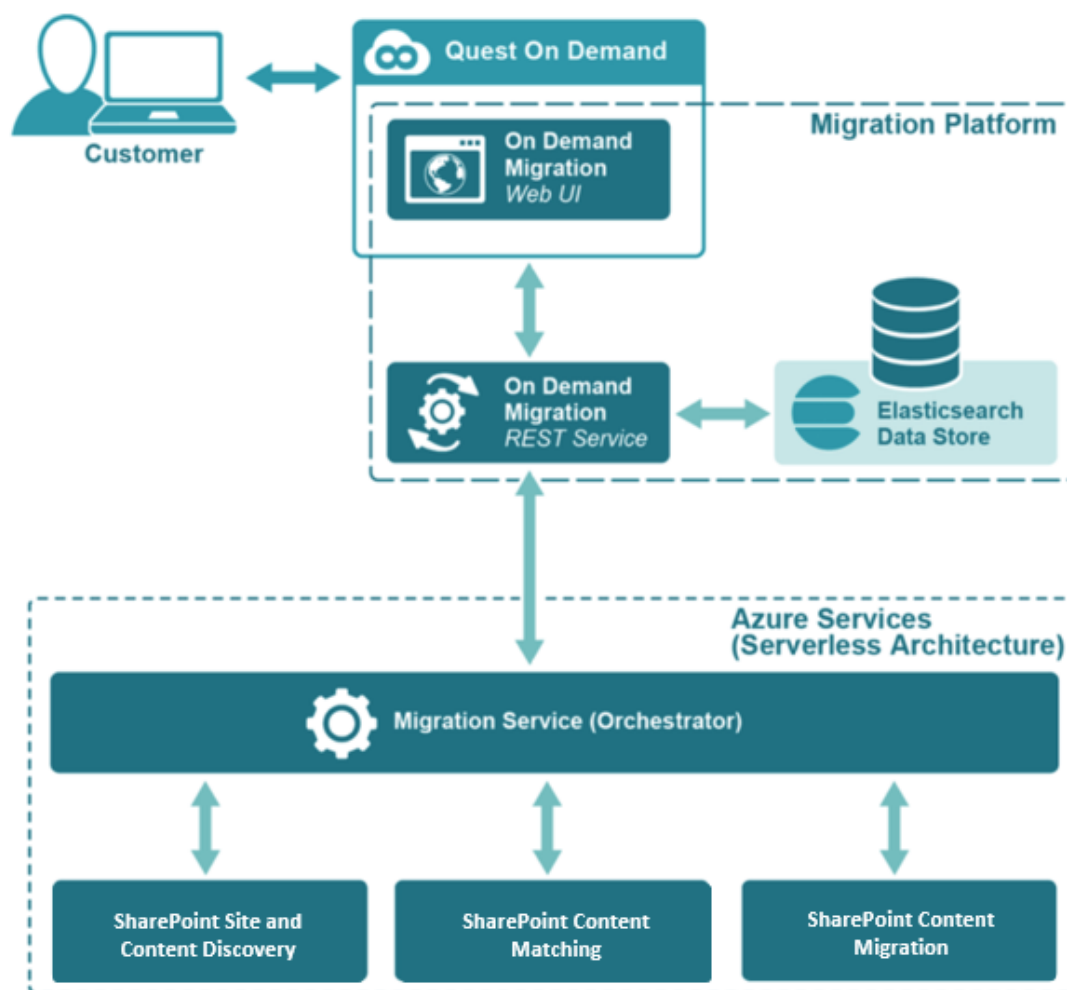 Quest On Demand
Customer
Migration Platform
On Demand
Migration
Web UI
On Demand
Migration
REST Service
Elasticsearch
Data Store
Azure Services
(Serverless Architecture)
Migration Service (Orchestrator)
SharePoint Site and
Content Discovery
SharePoint Content
Matching
SharePoint Content
Migration